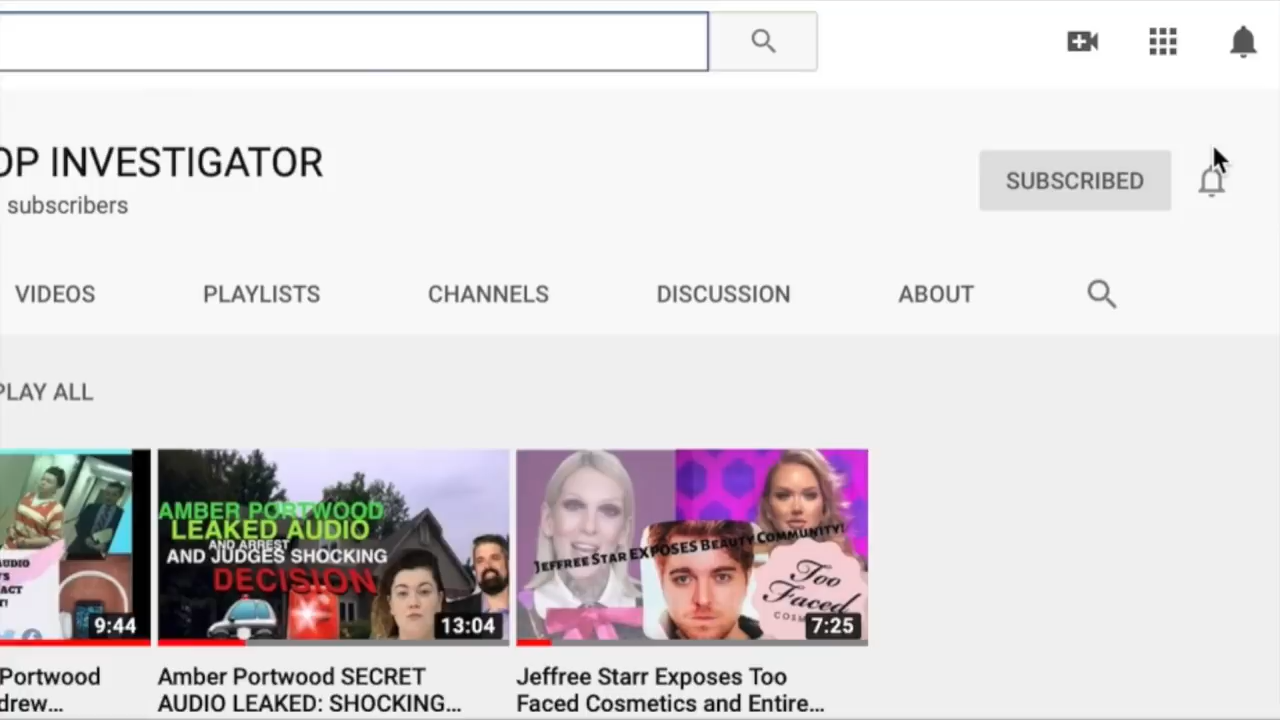 OP INVESTIGATOR
subscribers
SUBSCRIBED
VIDEOS
PLAYLISTS
CHANNELS
DISCUSSION
ABOUT
PLAY ALL
AUDIO
ACT
9:44
AMBER PORTWOOD
LEAKED AUDIO
AND ARREST
AND JUDGES SHOCKING
DECISION
13:04
JEFFREE STAR EXPOSES BEAUTY COMMUNITY!
Too
Faced
7:25
Portwood
drew...
Amber Portwood SECRET
AUDIO LEAKED: SHOCKING...
Jeffree Starr Exposes Too
Faced Cosmetics and Entire...